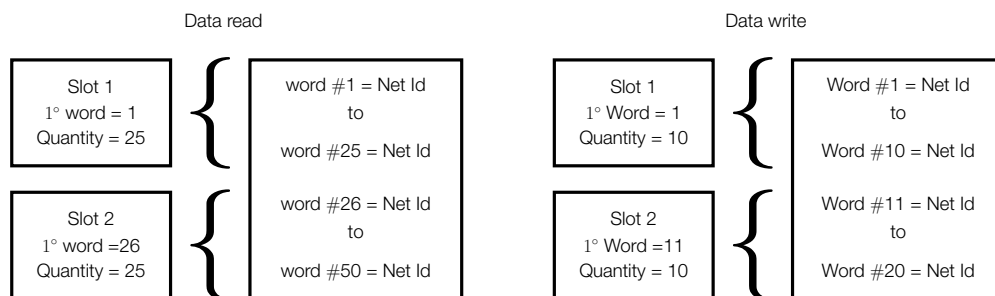 Data read
Slot 1
1° word = 1
Quantity = 25
word #1 = Net Id
to
word #25 = Net Id
Slot 2
1° word =26
Quantity = 25
word #26 = Net Id
to
word #50 = Net Id
Data write
Slot 1
1° Word = 1
Quantity = 10
Word #1 = Net Id
to
Word #10 = Net Id
Slot 2
1° Word =11
Quantity = 10
Word #11 = Net Id
to
Word #20 = Net Id